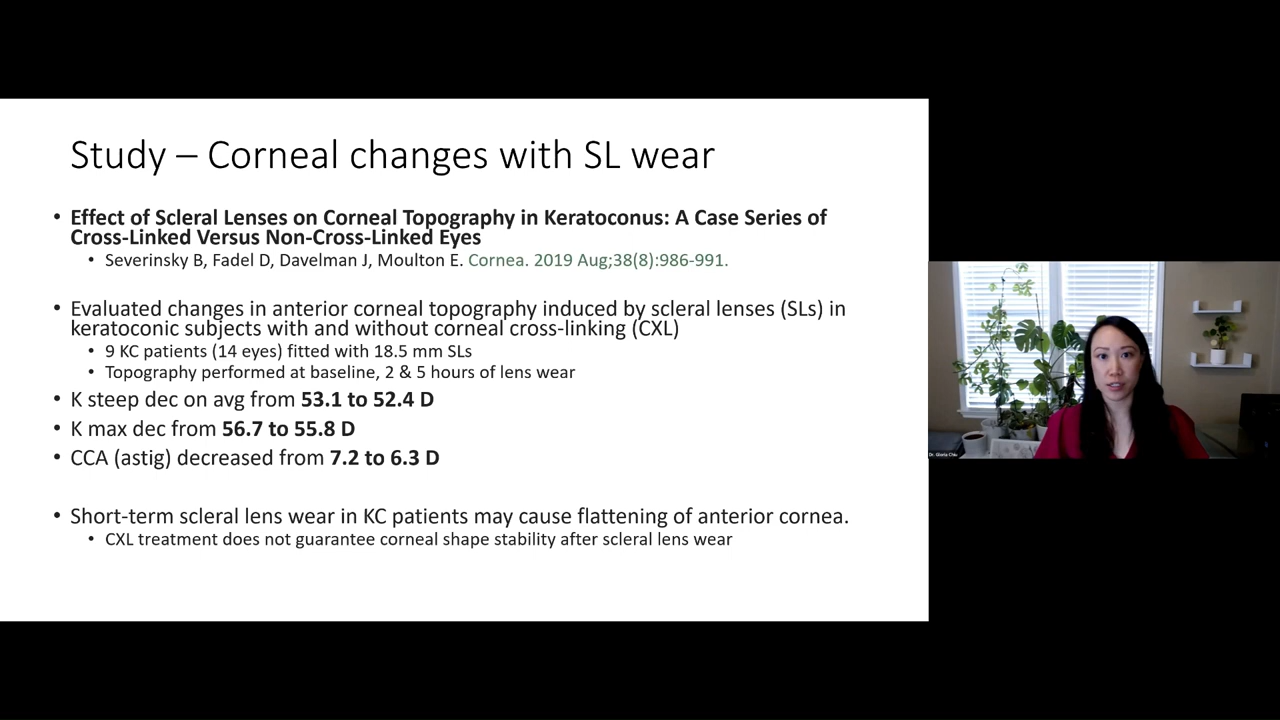 Study – Corneal changes with SL wear
• Effect of Scleral Lenses on Corneal Topography in Keratoconus: A Case Series of
Cross-Linked Versus Non-Cross-Linked Eyes
• Severinsky B, Fadel D, Davelman J, Moulton E. Cornea. 2019 Aug;38(8):986-991.
• Evaluated changes in anterior corneal topography induced by scleral lenses (SLs) in
keratoconic subjects with and without corneal cross-linking (CXL)
• 9 KC patients (14 eyes) fitted with 18.5 mm SLs
• Topography performed at baseline, 2 & 5 hours of lens wear
• K steep dec on avg from 53.1 to 52.4 D
• K max dec from 56.7 to 55.8 D
• CCA (astig) decreased from 7.2 to 6.3 D
• Short-term scleral lens wear in KC patients may cause flattening of anterior cornea.
• CXL treatment does not guarantee corneal shape stability after scleral lens wear
Dr. Gloria Chiu